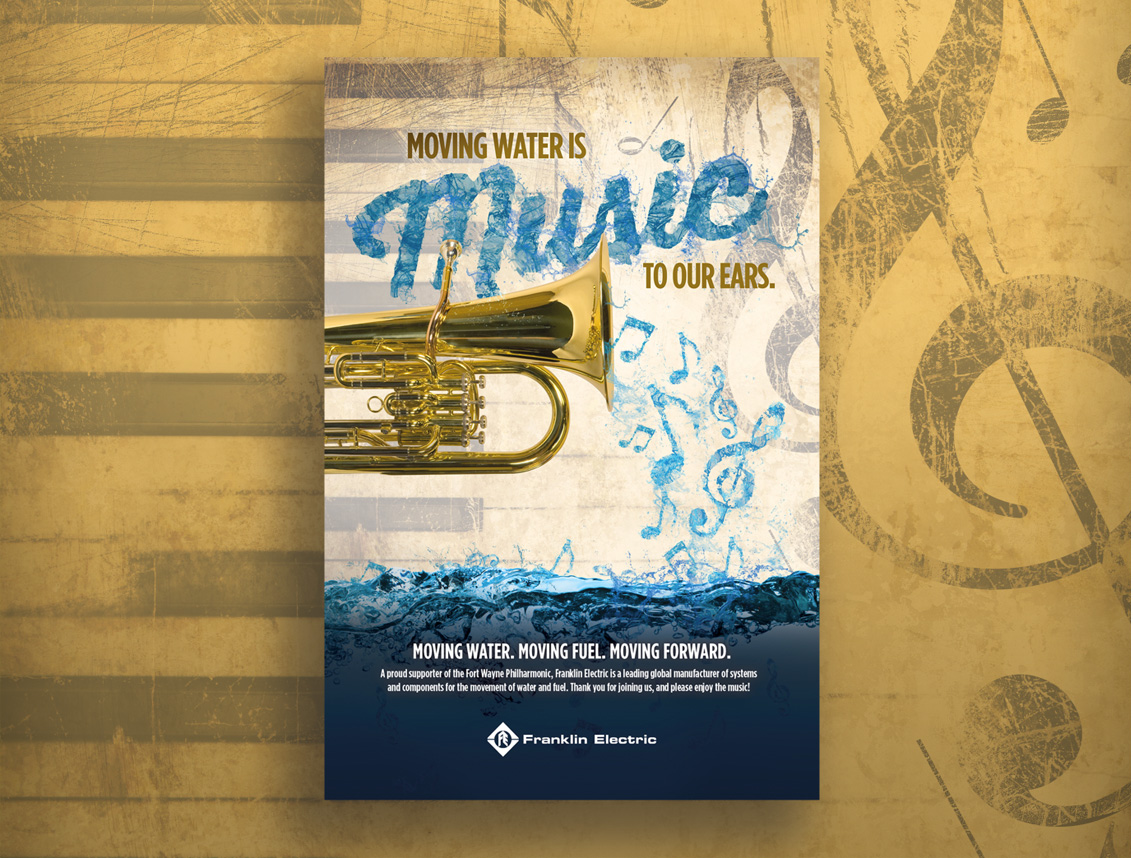 MOVING WATER IS
Music
TO OUR EARS.
MOVING WATER. MOVING FUEL. MOVING FORWARD.
A proud supporter of the Fort Wayne Philharmonic, Franklin Electric is a leading global manufacturer of systems
and components for the movement of water and fuel. Thank you for joining us, and please enjoy the music!
FE Franklin Electric